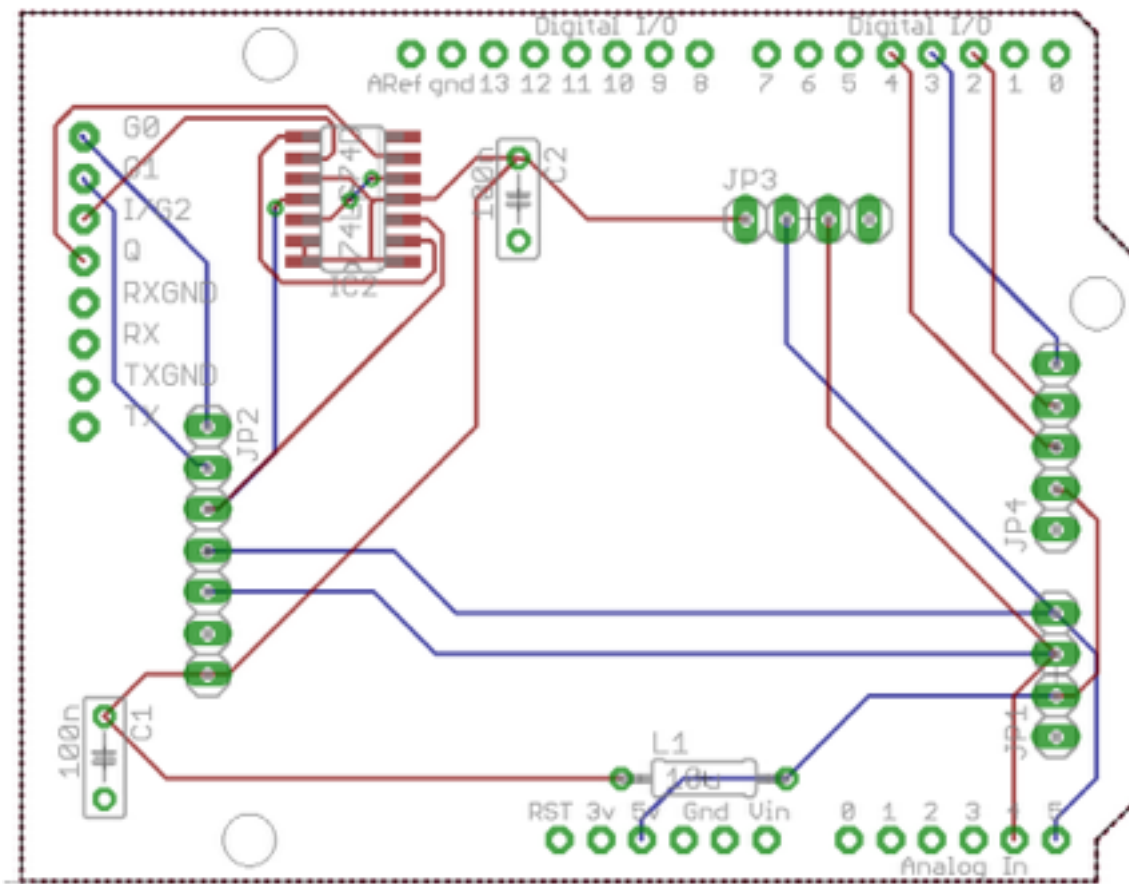 Digital I/O Digital I/O
ARef gnd 13 12 11 10 9 8 7 6 5 4 3 2 1 0
G0
G1
I/G2
Q
RXGND
RX
TXGND
TX
74LS74D
IC2
100n
C2
JP3
JP2
JP4
100n
C1
L1
10u
JP1
RST 3v 5v Gnd Vin 0 1 2 3 4 5
Analog In